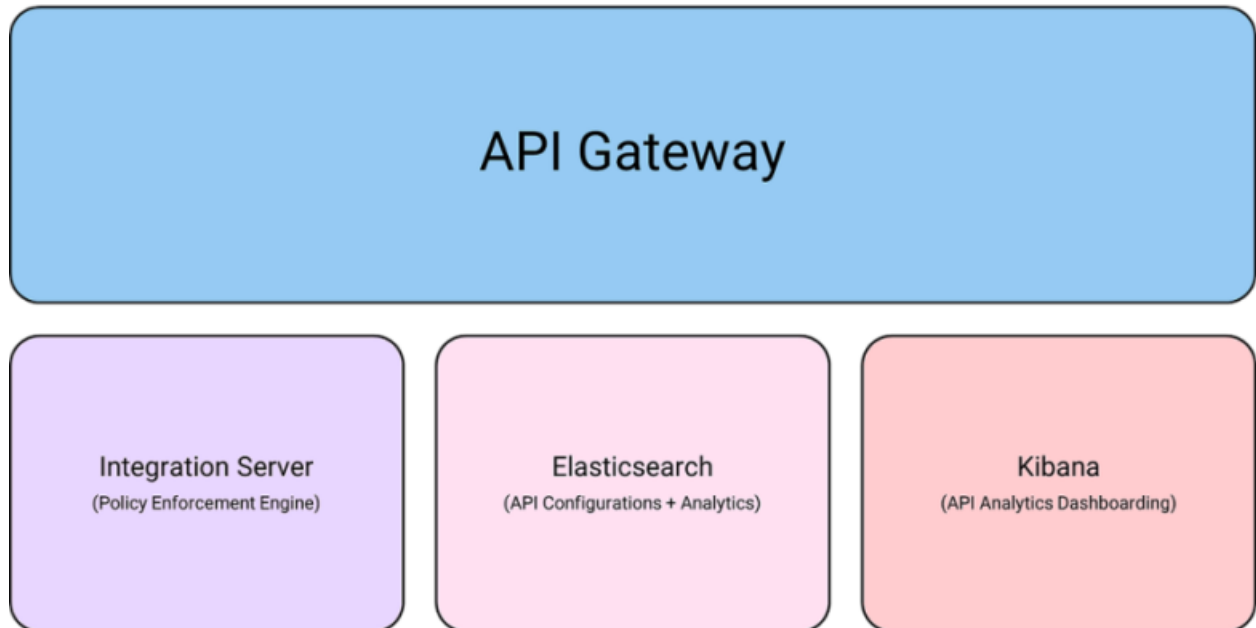 API Gateway
Integration Server
(Policy Enforcement Engine)
Elasticsearch
(API Configurations + Analytics)
Kibana
(API Analytics Dashboarding)